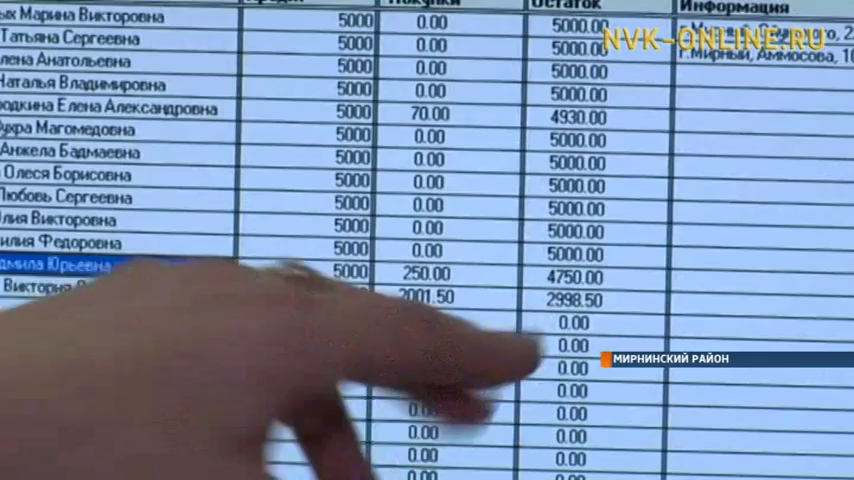 Покупки Остаток Информация
Марина Викторовна 5000 0.00 5000.00
Татьяна Сергеевна 5000 0.00 5000.00 г.Мирный, Аммосова,
Анатольевна 5000 0.00 5000.00
Наталья Владимировна 5000 0.00 5000.00
Елена Александровна 5000 70.00 4930.00
Магомедовна 5000 0.00 5000.00
Анжела Бадмаевна 5000 0.00 5000.00
Олеся Борисовна 5000 0.00 5000.00
Любовь Сергеевна 5000 0.00 5000.00
Викторовна 5000 0.00 5000.00
Федоровна 5000 0.00 5000.00
Юрьевна 5000 250.00 4750.00
Виктория 2001.50 2998.50
0.00
0.00
0.00
0.00
0.00 0.00
0.00 0.00
0.00 0.00
0.00 0.00
NVK-ONLINE.RU
МИРНИНСКИЙ РАЙОН